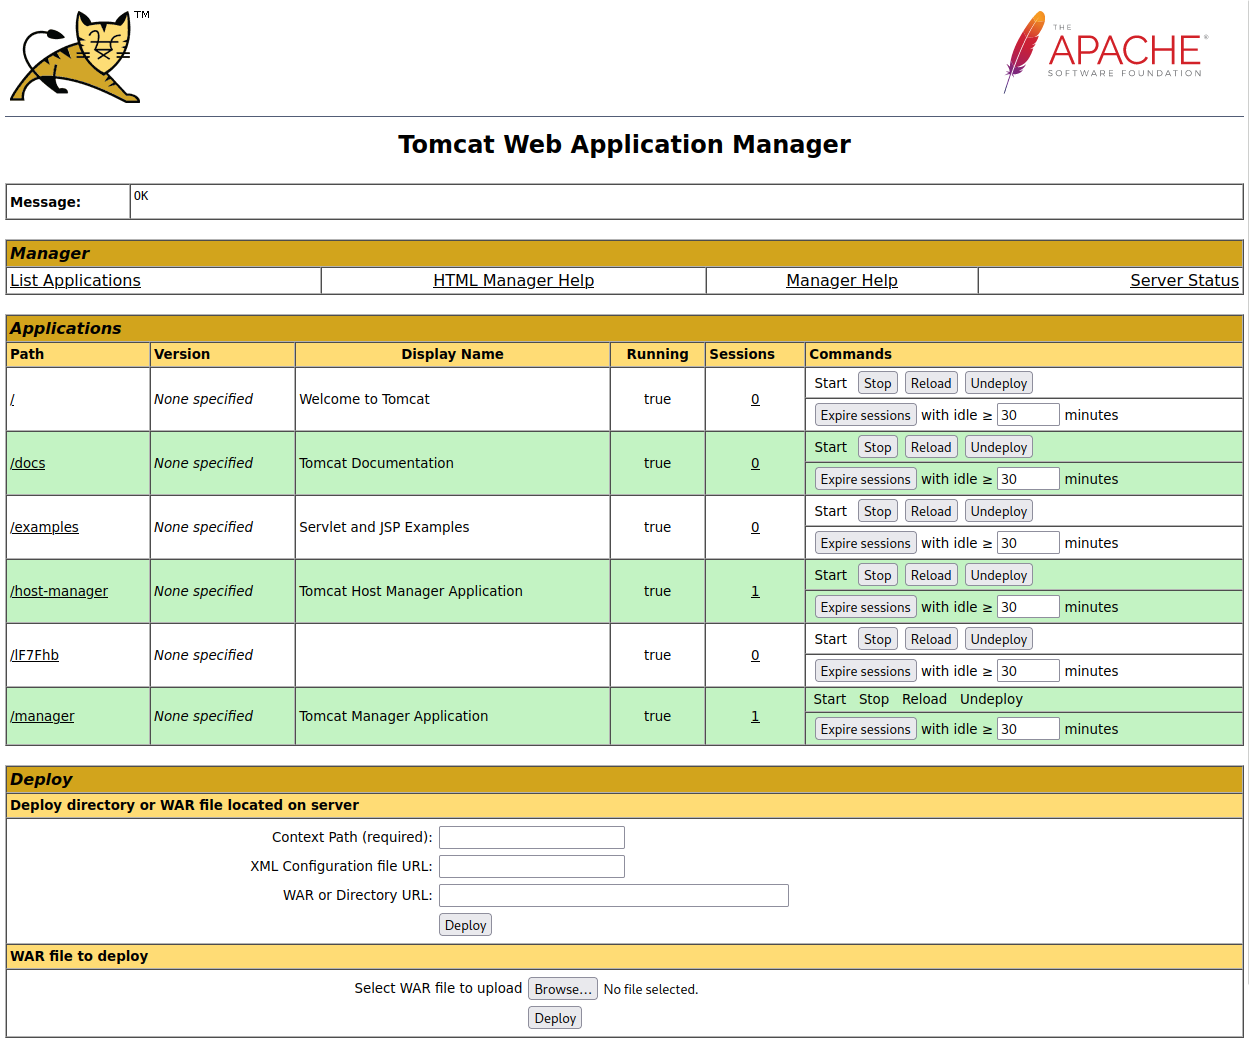 TM
THE
APACHE®
SOFTWARE FOUNDATION
Tomcat Web Application Manager
Message: OK
Manager
List Applications HTML Manager Help Manager Help Server Status
Applications
Path Version Display Name Running Sessions Commands
/ None specified Welcome to Tomcat true 0 Start Stop Reload Undeploy
Expire sessions with idle ≥ 30 minutes
/docs None specified Tomcat Documentation true 0 Start Stop Reload Undeploy
Expire sessions with idle ≥ 30 minutes
/examples None specified Servlet and JSP Examples true 0 Start Stop Reload Undeploy
Expire sessions with idle ≥ 30 minutes
/host-manager None specified Tomcat Host Manager Application true 1 Start Stop Reload Undeploy
Expire sessions with idle ≥ 30 minutes
/lF7Fhb None specified true 0 Start Stop Reload Undeploy
Expire sessions with idle ≥ 30 minutes
/manager None specified Tomcat Manager Application true 1 Start Stop Reload Undeploy
Expire sessions with idle ≥ 30 minutes
Deploy
Deploy directory or WAR file located on server
Context Path (required):
XML Configuration file URL:
WAR or Directory URL:
Deploy
WAR file to deploy
Select WAR file to upload Browse... No file selected.
Deploy